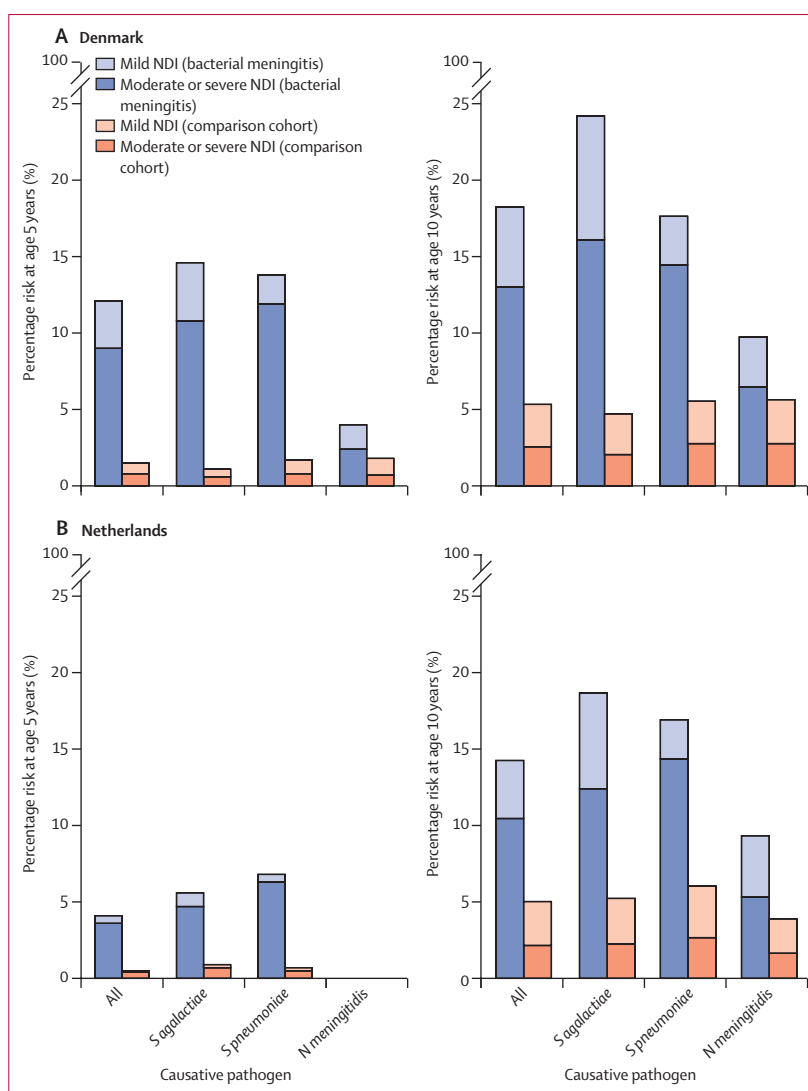 A Denmark
100
25
20
15
10
5
0
Percentage risk at age 5 years (%)
Mild NDI (bacterial meningitis)
Moderate or severe NDI (bacterial
meningitis)
Mild NDI (comparison cohort)
Moderate or severe NDI (comparison
cohort)
100
25
20
15
10
5
0
Percentage risk at age 10 years (%)
B Netherlands
100
25
20
15
10
5
0
Percentage risk at age 5 years (%)
All
S agalactiae
S pneumoniae
N meningitidis
Causative pathogen
100
25
20
15
10
5
0
Percentage risk at age 10 years (%)
All
S agalactiae
S pneumoniae
N meningitidis
Causative pathogen